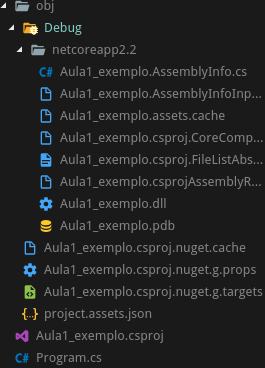 obj
Debug
netcoreapp2.2
C# Aula1_exemplo.AssemblyInfo.cs
Aula1_exemplo.AssemblyInfoInp...
Aula1_exemplo.assets.cache
Aula1_exemplo.csproj.CoreComp...
Aula1_exemplo.csproj.FileListAbs...
Aula1_exemplo.csprojAssemblyR...
Aula1_exemplo.dll
Aula1_exemplo.pdb
Aula1_exemplo.csproj.nuget.cache
Aula1_exemplo.csproj.nuget.g.props
Aula1_exemplo.csproj.nuget.g.targets
{..} project.assets.json
Aula1_exemplo.csproj
C# Program.cs